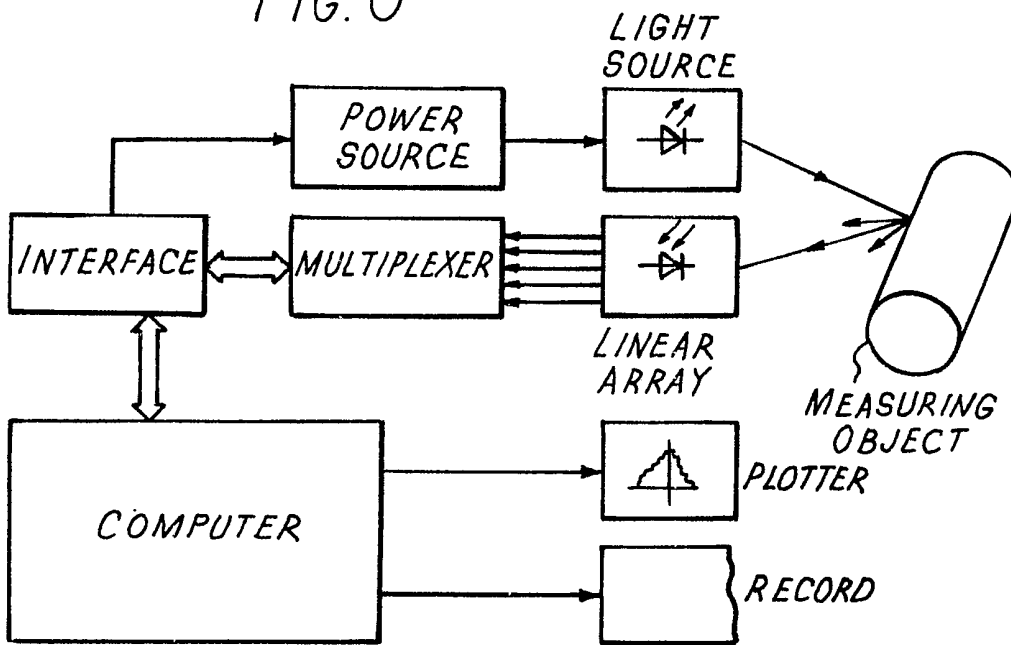 LIGHT
SOURCE
POWER
SOURCE
INTERFACE
MULTIPLEXER
LINEAR
ARRAY
MEASURING
OBJECT
COMPUTER
PLOTTER
RECORD